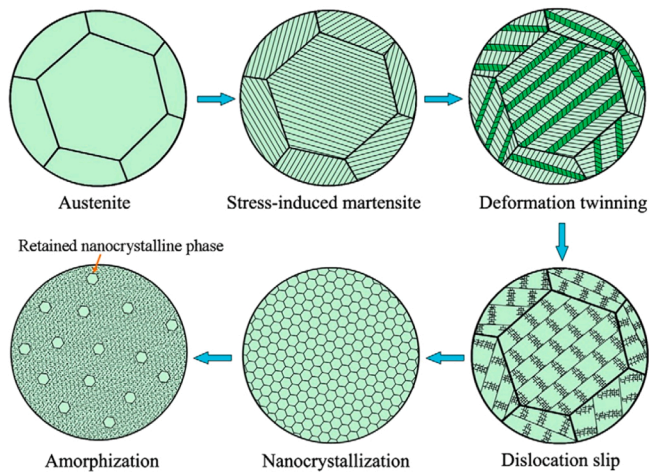 Austenite
Stress-induced martensite
Deformation twinning
Retained nanocrystalline phase
Amorphization
Nanocrystallization
Dislocation slip